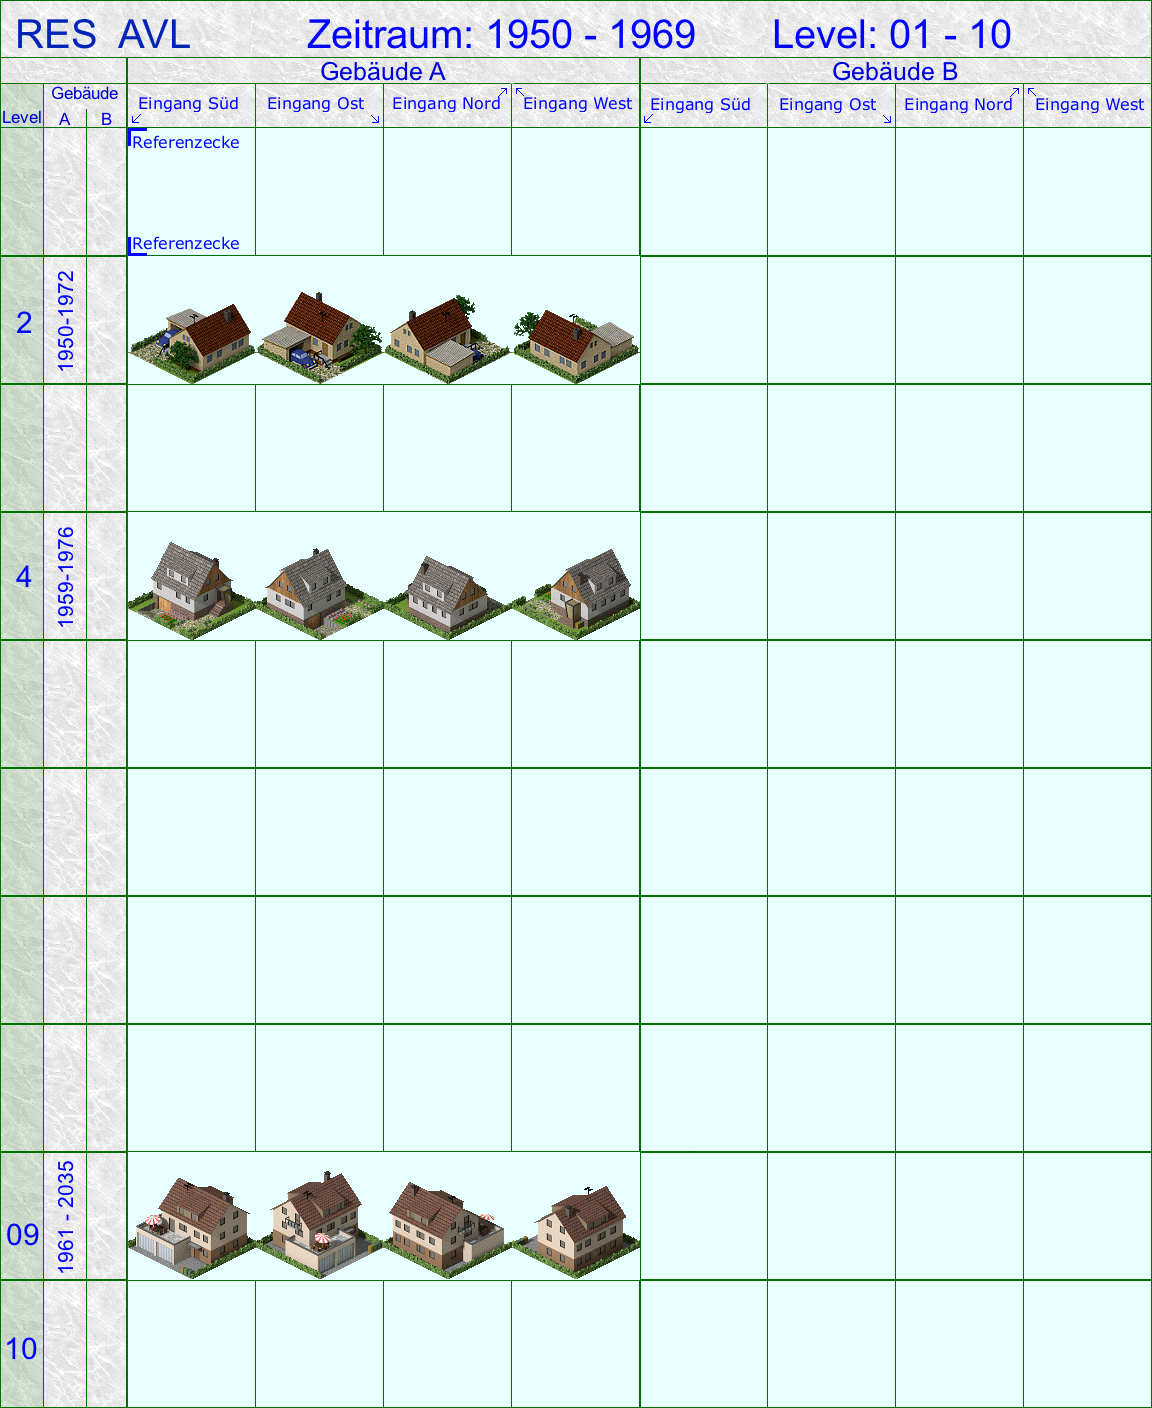 RES AVL Zeitraum: 1950 - 1969 Level: 01 - 10
Gebäude A Gebäude B
Level Gebäude A B Eingang Süd Eingang Ost Eingang Nord Eingang West Eingang Süd Eingang Ost Eingang Nord Eingang West
Referenzecke
Referenzecke
2 1950-1972
4 1959-1976
09 1961 - 2035
10